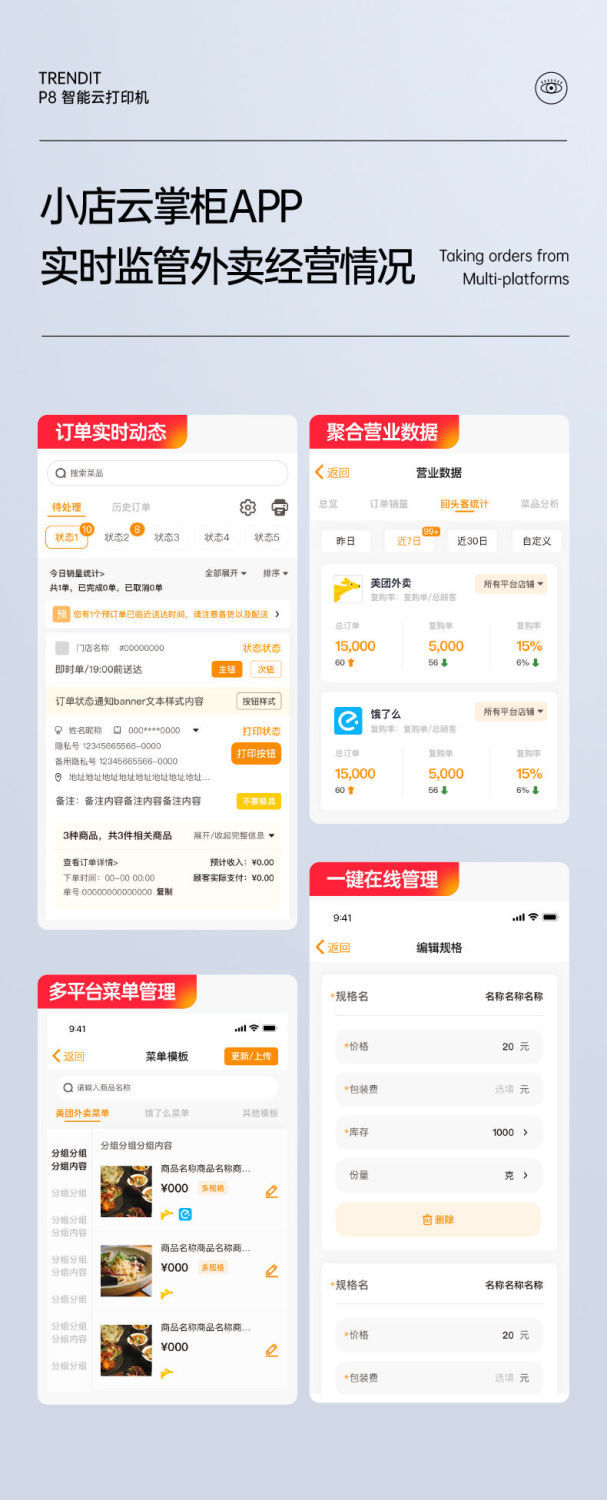 TRENDIT
P8 智能云打印机
小店云掌柜APP
实时监管外卖经营情况
Taking orders from
Multi-platforms
订单实时动态
搜索菜品
待处理 历史订单
状态1 10 状态2 8 状态3 状态4 状态5
今日销量统计> 全部展开 排序
共1单，已完成0单，已取消0单
预 您有1个预订单已临近送达时间，请注意备货以及配送 >
门店名称 #00000000 状态状态
即时单/19:00前送达 主钮 次钮
订单状态通知banner文本样式内容 按钮样式
姓名昵称 000****0000 打印状态
隐私号 12345665566-0000
备用隐私号 12345665566-0000 打印按钮
地址地址地址地址地址地址地址地址...
备注：备注内容备注内容备注内容 不要餐具
3种商品，共3件相关商品 展开/收起完整信息
查看订单详情> 预计收入：¥0.00
下单时间：00-00 00:00 顾客实际支付：¥0.00
单号:00000000000000 复制
聚合营业数据
返回 营业数据
总览 订单销量 回头客统计 菜品分析
昨日 近7日 99+ 近30日 自定义
美团外卖 所有平台店铺
复购率：复购单/总顾客
总订单 复购单 复购率
15,000 5,000 15%
60 56 6%
饿了么 所有平台店铺
复购率：复购单/总顾客
总订单 复购单 复购率
15,000 5,000 15%
60 56 6%
多平台菜单管理
9:41
返回 菜单模板 更新/上传
请输入商品名称
美团外卖菜单 饿了么菜单 其他模板
分组分组
分组内容
分组分组
分组分组
分组内容
分组分组
分组内容
分组分组
分组分组
分组内容
分组分组
分组分组分组内容
商品名称商品名称商...
¥000 多规格
商品名称商品名称商...
¥000 多规格
商品名称商品名称商...
¥000
一键在线管理
9:41
返回 编辑规格
*规格名 名称名称名称
*价格 20 元
*包装费 选填 元
*库存 1000 >
份量 克 >
删除
*规格名 名称名称名称
*价格 20 元
*包装费 选填 元